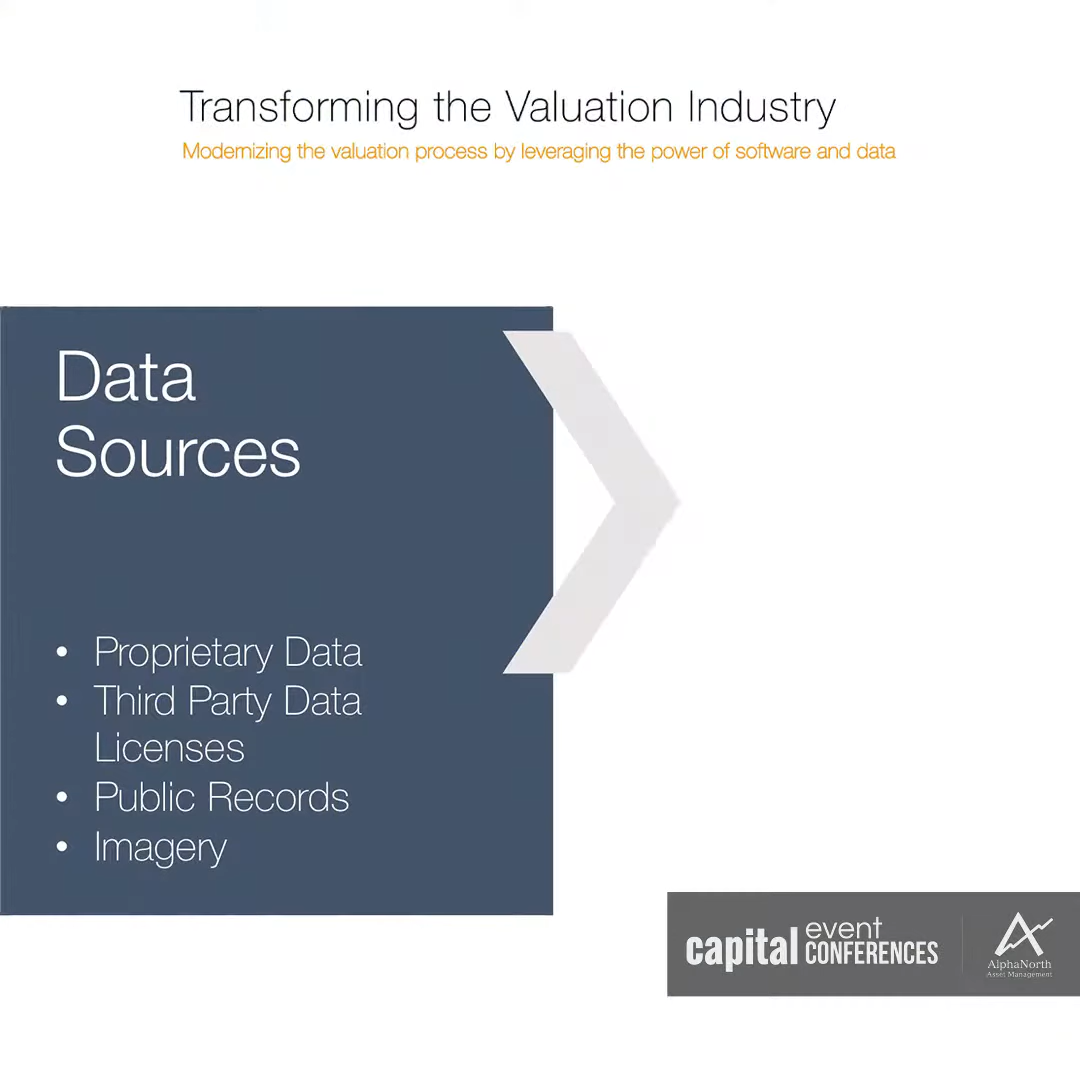 Transforming the Valuation Industry
Modernizing the valuation process by leveraging the power of software and data
Data
Sources
• Proprietary Data
• Third Party Data
Licenses
• Public Records
• Imagery
capital event CONFERENCES
AlphaNorth
Asset Management